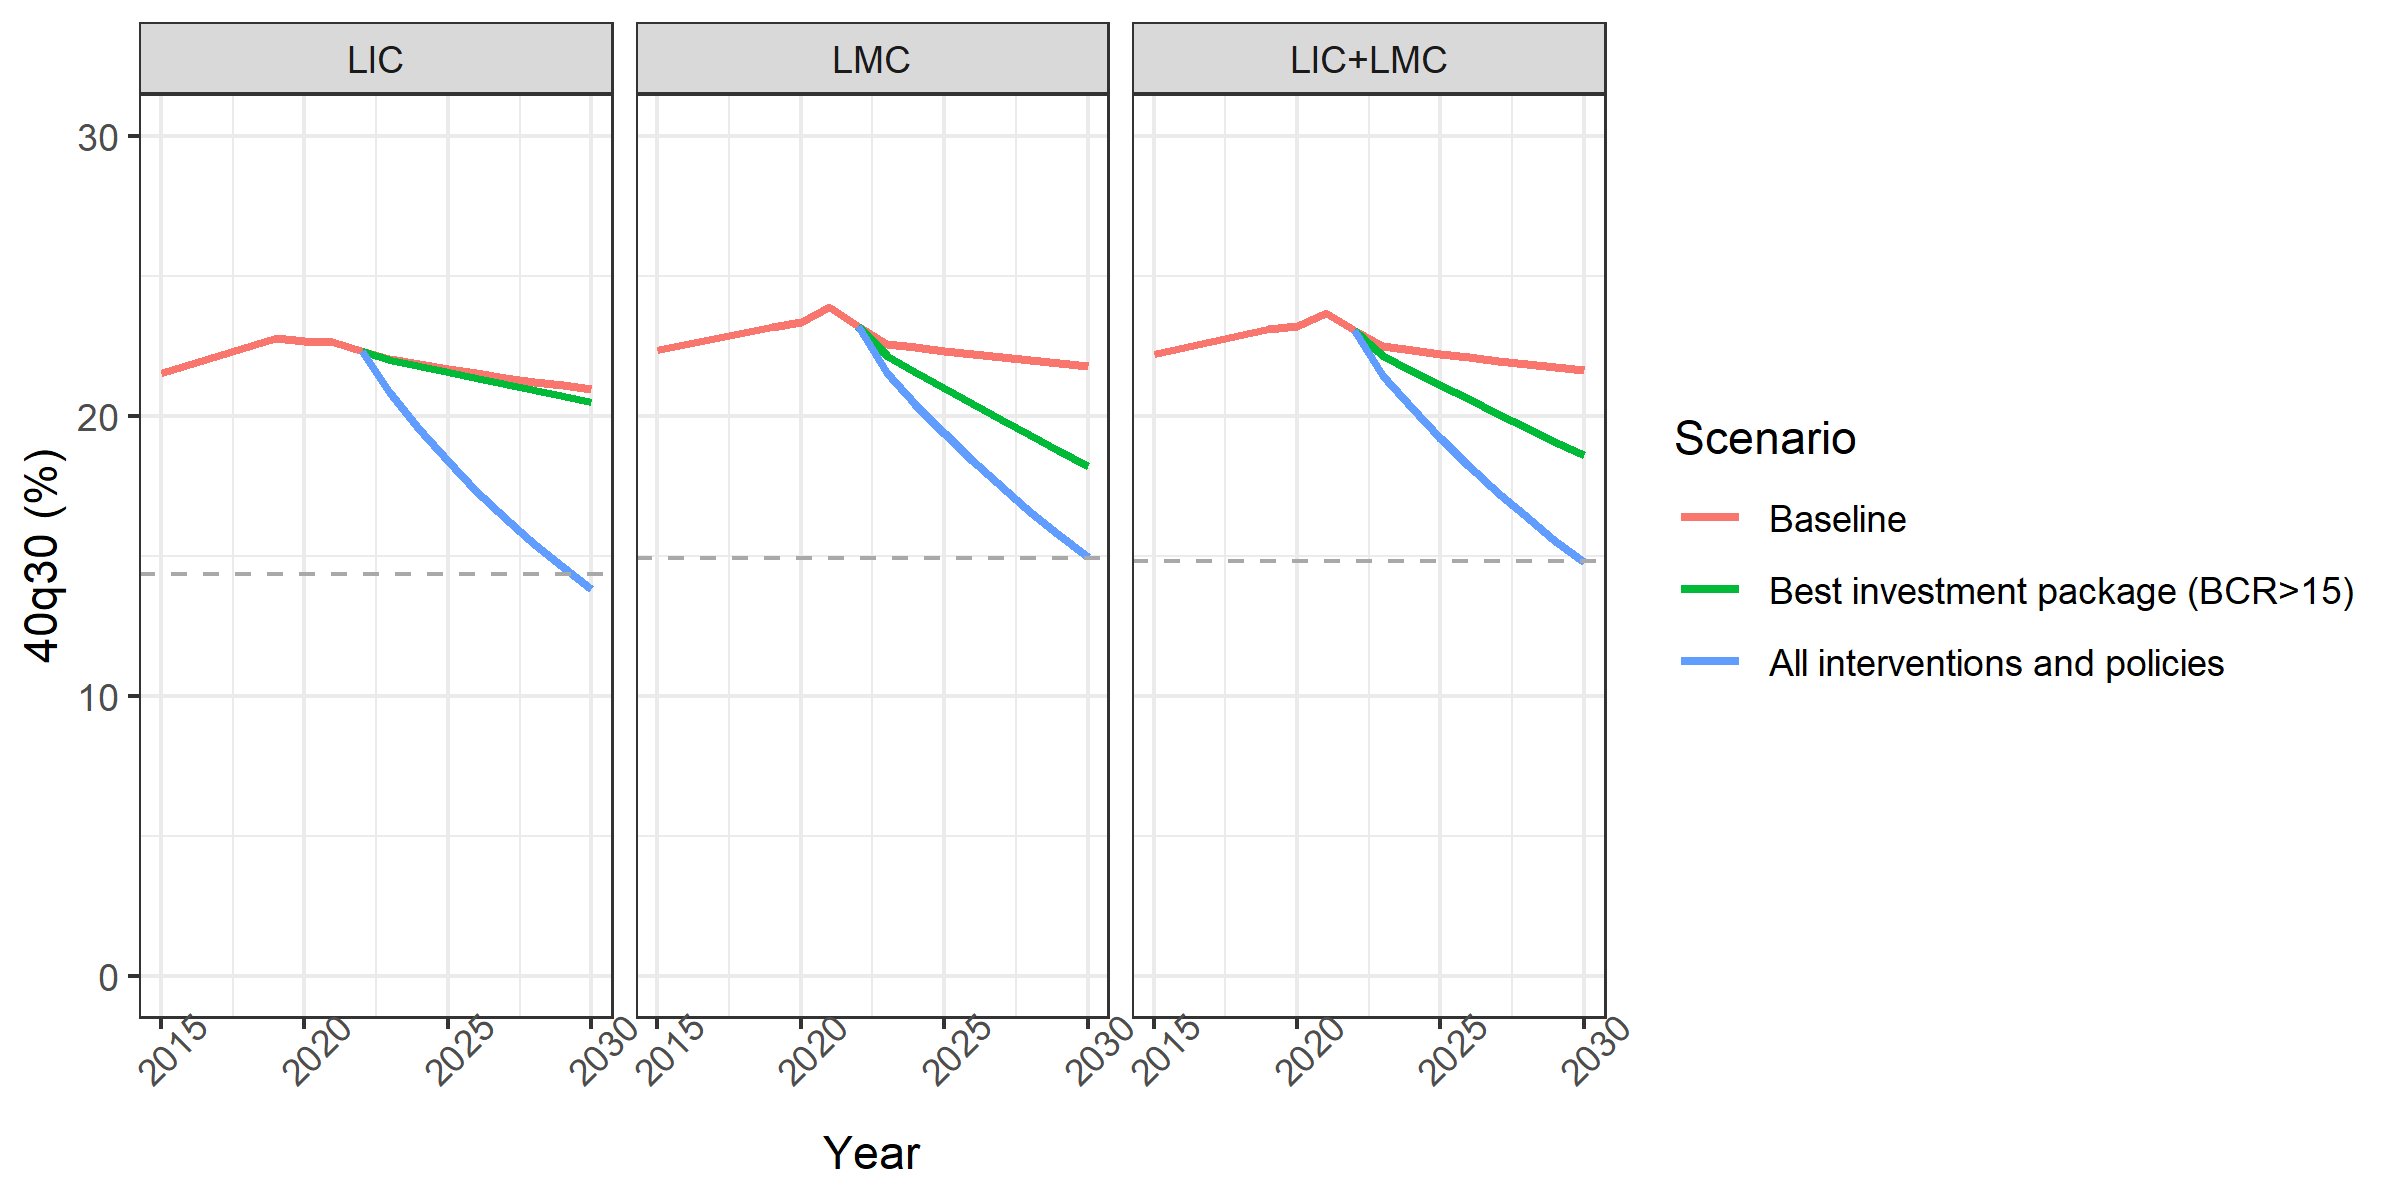 LIC
LMC
LIC+LMC
40q30 (%)
30
20
10
0
2015
2020
2025
2030
2015
2020
2025
2030
2015
2020
2025
2030
Year
Scenario
Baseline
Best investment package (BCR>15)
All interventions and policies